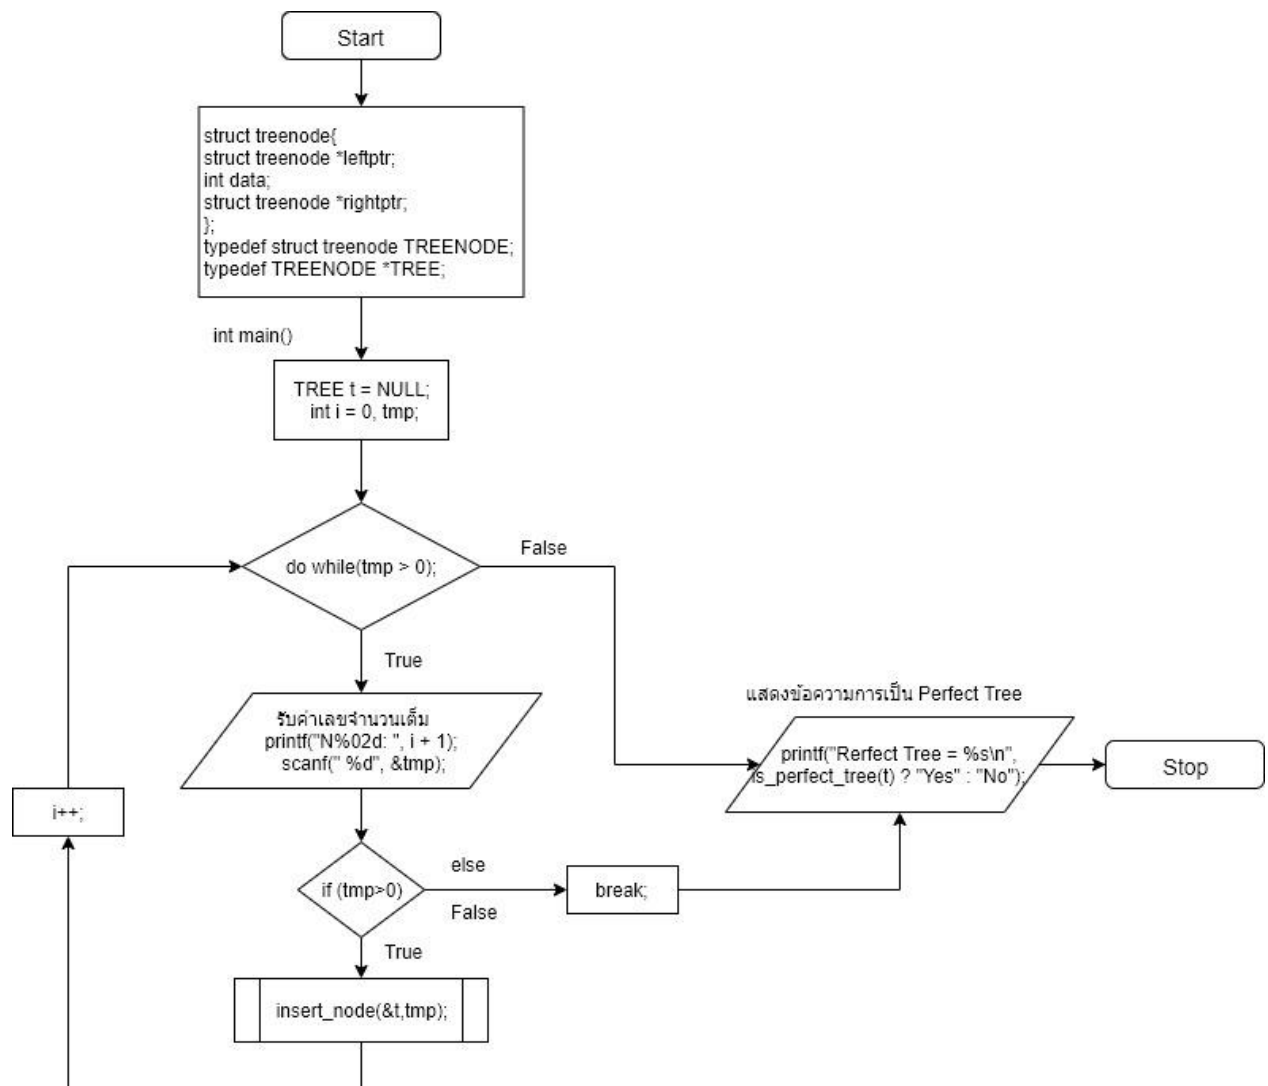 Start
struct treenode{
struct treenode *leftptr;
int data;
struct treenode *rightptr;
};
typedef struct treenode TREENODE;
typedef TREENODE *TREE;
int main()
TREE t = NULL;
int i = 0, tmp;
do while(tmp > 0);
False
True
รับค่าเลขจำนวนเต็ม
printf("N%02d: ", i + 1);
scanf(" %d", &tmp);
แสดงข้อความการเป็น Perfect Tree
printf("Rerfect Tree = %s\n",
is_perfect_tree(t) ? "Yes" : "No");
Stop
i++;
if (tmp>0)
else
False
break;
True
insert_node(&t,tmp);